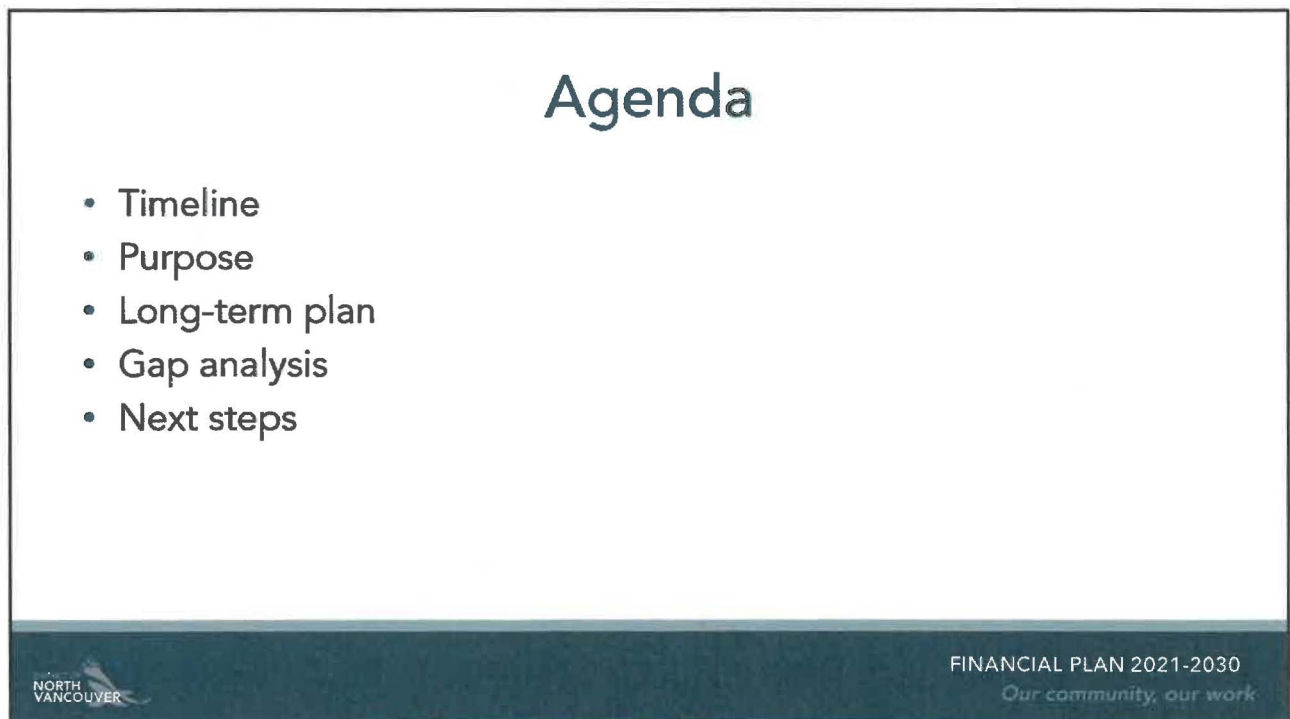 Agenda
• Timeline
• Purpose
• Long-term plan
• Gap analysis
• Next steps
NORTH
VANCOUVER
FINANCIAL PLAN 2021-2030
Our community, our work